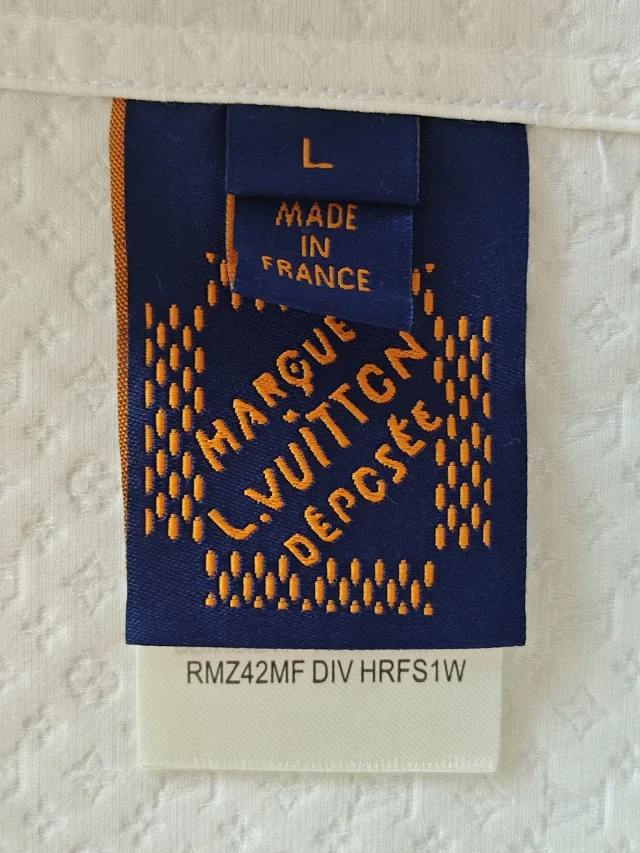 L
MADE
IN
FRANCE
MARQUE
L.VUITTON
DÉPOSÉE
RMZ42MF DIV HRFS1W